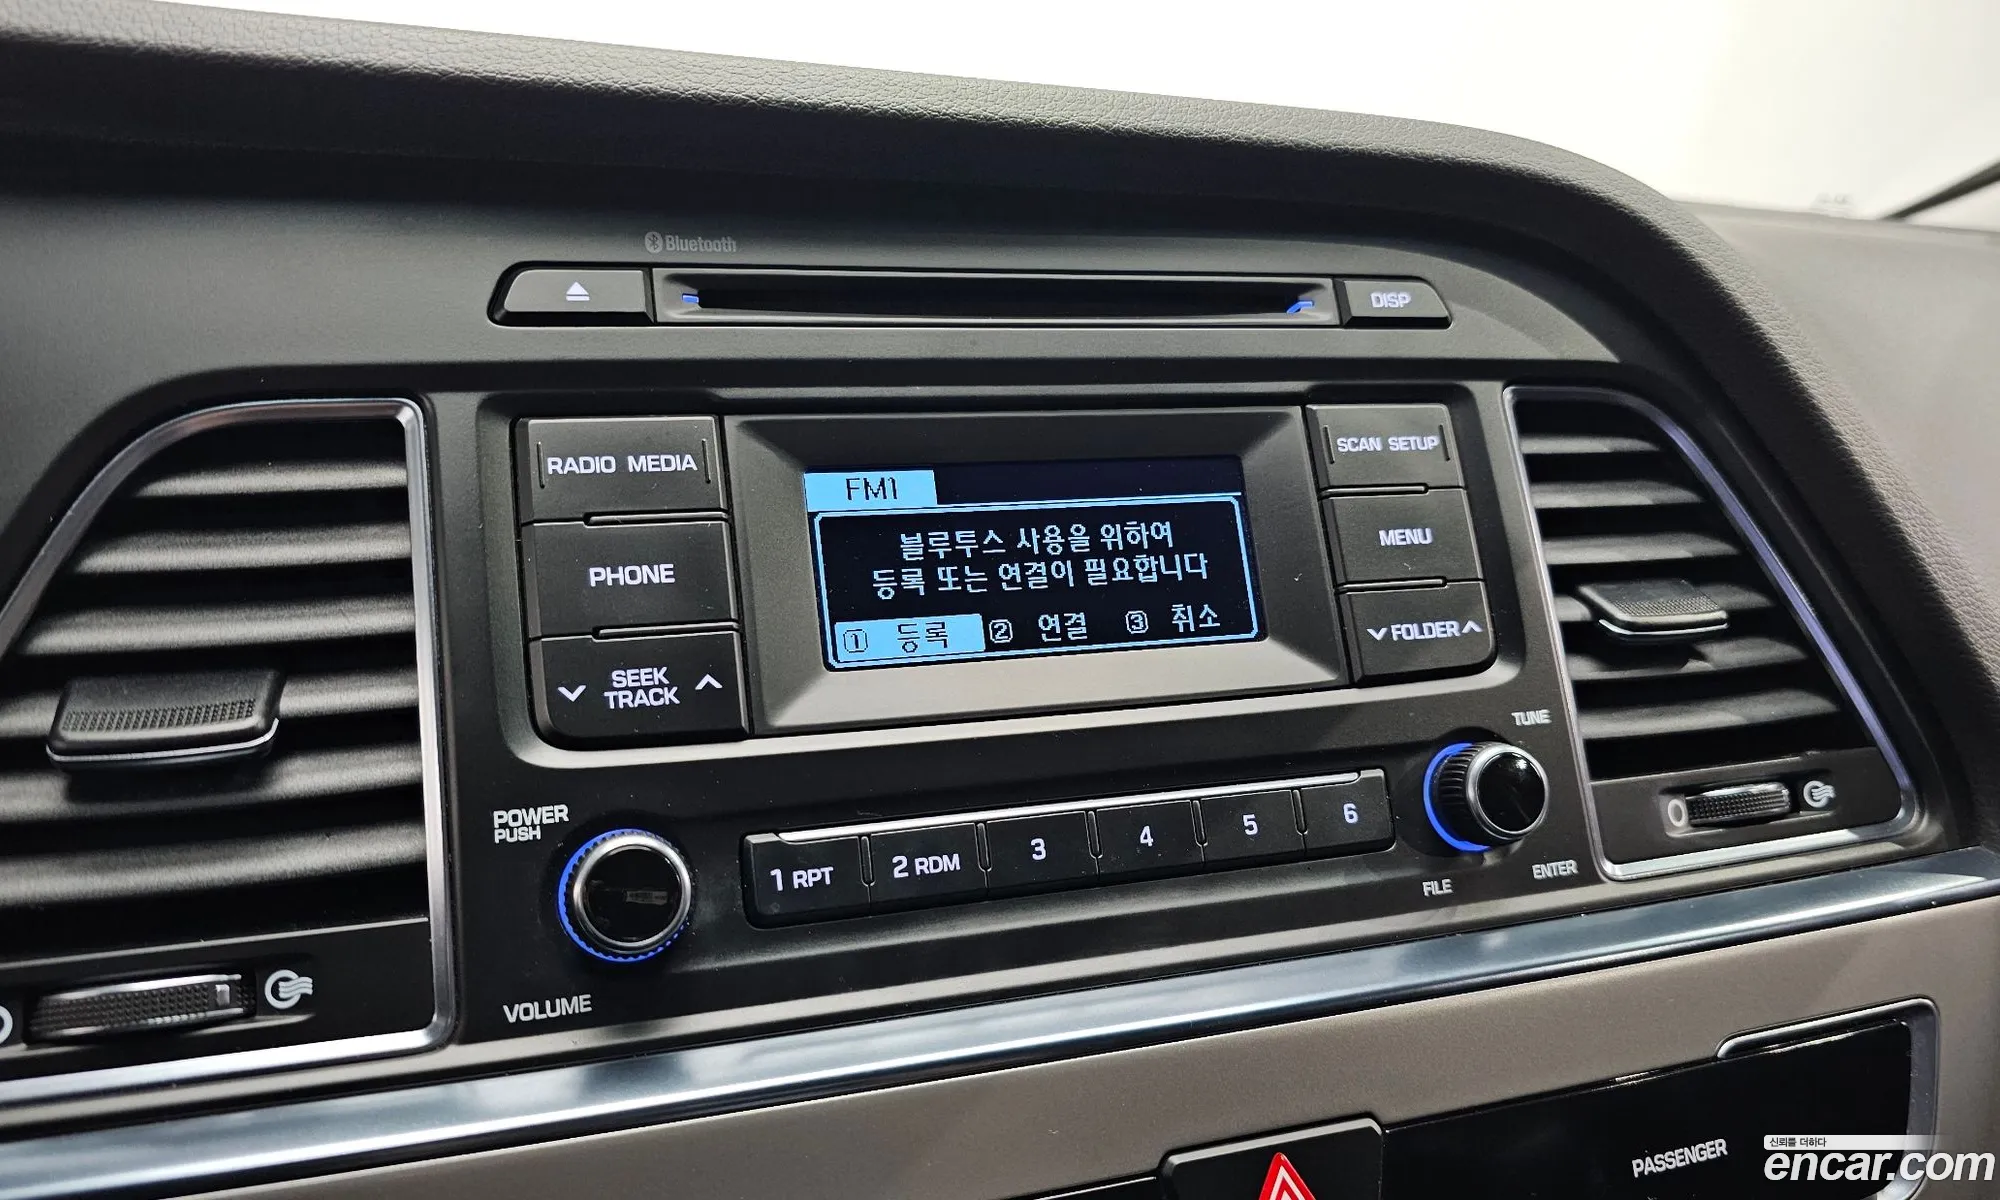 Bluetooth
DISP
RADIO MEDIA
SCAN SETUP
FM1
블루투스 사용을 위하여
등록 또는 연결이 필요합니다
1 등록 2 연결 3 취소
PHONE
MENU
SEEK
TRACK
FOLDER
POWER
PUSH
TUNE
1 RPT 2 RDM 3 4 5 6
FILE
ENTER
VOLUME
PASSENGER
신뢰를 더하다
encar.com